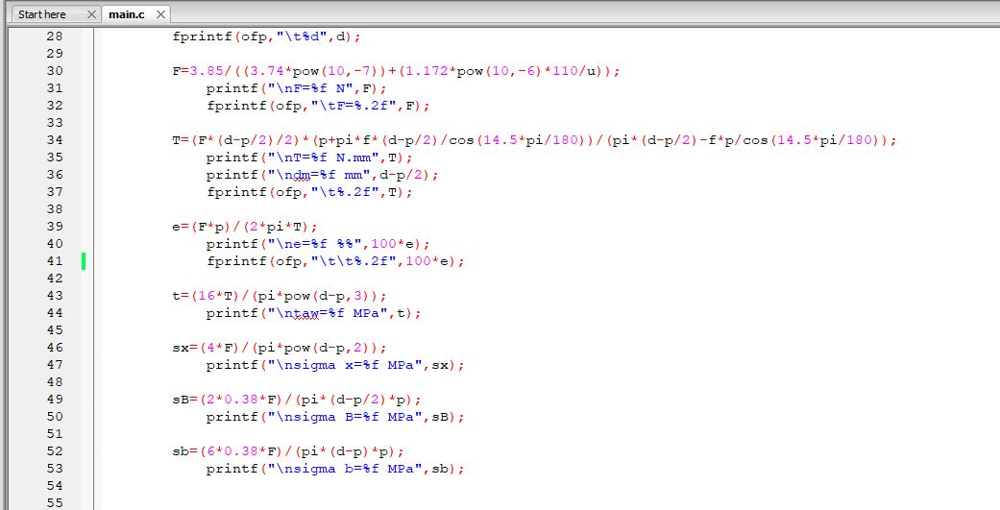 Start here
main.c
28 fprintf(ofp,"\t%d",d);
29
30 F=3.85/((3.74*pow(10,-7))+(1.172*pow(10,-6)*110/u));
31 printf("\nF=%f N",F);
32 fprintf(ofp,"\tF=%.2f",F);
33
34 T=(F*(d-p/2)/2)*(p+pi*f*(d-p/2)/cos(14.5*pi/180))/(pi*(d-p/2)-f*p/cos(14.5*pi/180));
35 printf("\nT=%f N.mm",T);
36 printf("\ndm=%f mm",d-p/2);
37 fprintf(ofp,"\t%.2f",T);
38
39 e=(F*p)/(2*pi*T);
40 printf("\ne=%f %%",100*e);
41 fprintf(ofp,"\t\t%.2f",100*e);
42
43 t=(16*T)/(pi*pow(d-p,3));
44 printf("\ntaw=%f MPa",t);
45
46 sx=(4*F)/(pi*pow(d-p,2));
47 printf("\nsigma x=%f MPa",sx);
48
49 sB=(2*0.38*F)/(pi*(d-p/2)*p);
50 printf("\nsigma B=%f MPa",sB);
51
52 sb=(6*0.38*F)/(pi*(d-p)*p);
53 printf("\nsigma b=%f MPa",sb);
54
55